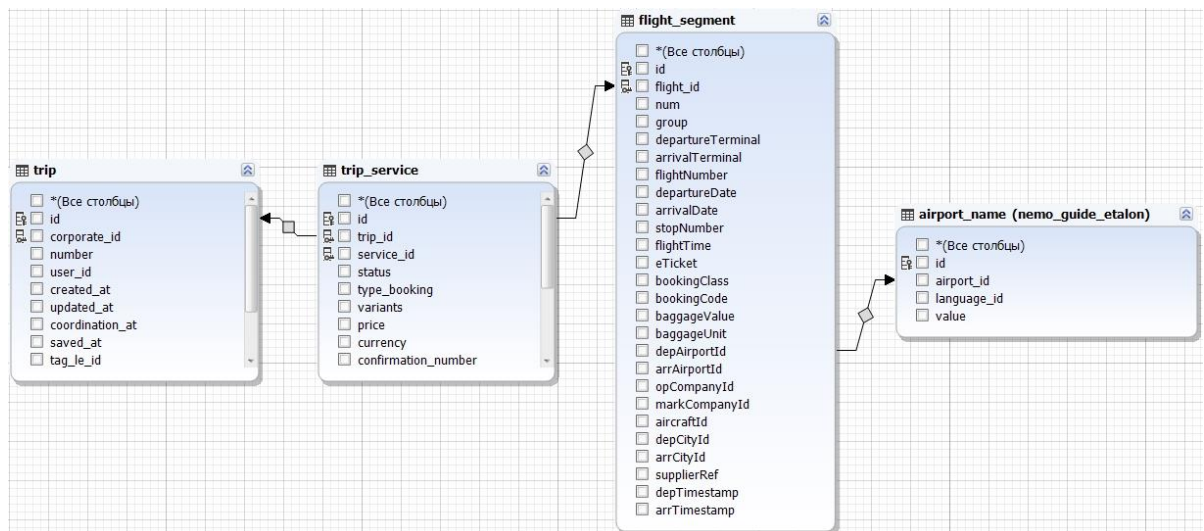 trip
*(Все столбцы)
id
corporate_id
number
user_id
created_at
updated_at
coordination_at
saved_at
tag_le_id
trip_service
*(Все столбцы)
id
trip_id
service_id
status
type_booking
variants
price
currency
confirmation_number
flight_segment
*(Все столбцы)
id
flight_id
num
group
departureTerminal
arrivalTerminal
flightNumber
departureDate
arrivalDate
stopNumber
flightTime
eTicket
bookingClass
bookingCode
baggageValue
baggageUnit
depAirportId
arrAirportId
opCompanyId
markCompanyId
aircraftId
depCityId
arrCityId
supplierRef
depTimestamp
arrTimestamp
airport_name (nemo_guide_etalon)
*(Все столбцы)
id
airport_id
language_id
value